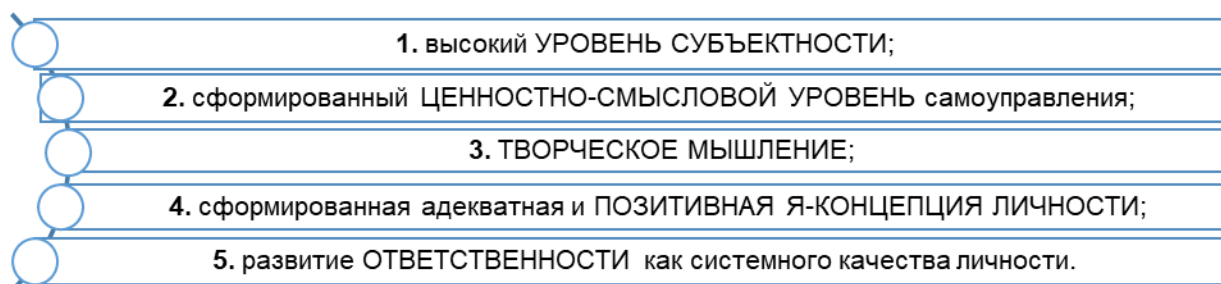 1. высокий УРОВЕНЬ СУБЪЕКТНОСТИ;
2. сформированный ЦЕННОСТНО-СМЫСЛОВОЙ УРОВЕНЬ самоуправления;
3. ТВОРЧЕСКОЕ МЫШЛЕНИЕ;
4. сформированная адекватная и ПОЗИТИВНАЯ Я-КОНЦЕПЦИЯ ЛИЧНОСТИ;
5. развитие ОТВЕТСТВЕННОСТИ как системного качества личности.